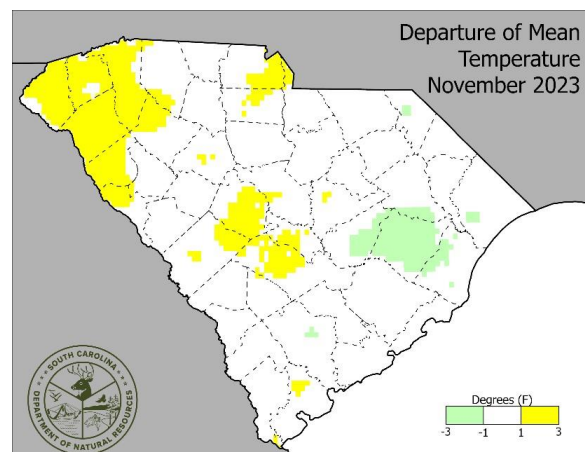 Departure of Mean
Temperature
November 2023
SOUTH CAROLINA
DEPARTMENT OF NATURAL RESOURCES
Degrees (F)
-3 -1 1 3